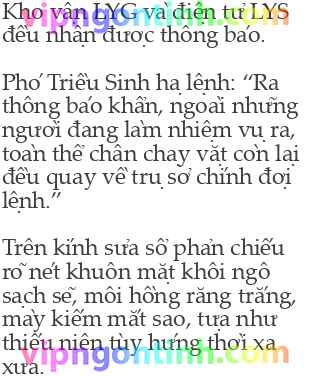 Kho vận LYG và điện tử LYS
vipngontinh.com
đều nhận được thông báo.
Phó Triều Sinh hạ lệnh: “Ra
thông báo khẩn, ngoài những
người đang làm nhiệm vụ ra,
toàn thể chân chạy vặt còn lại
đều quay về trụ sở chính đợi
lệnh.”
Trên kính sửa sổ phản chiếu
rõ nét khuôn mặt khôi ngô
sạch sẽ, môi hồng răng trắng,
mày kiếm mắt sao, tựa như
thiếu niên tùy hứng thời xa
vipngontinh.com
xưa.